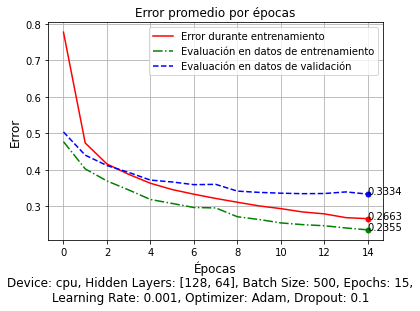 Error promedio por épocas
Error durante entrenamiento
Evaluación en datos de entrenamiento
Evaluación en datos de validación
Error
0.8
0.7
0.6
0.5
0.4
0.3
0.3334
0.2663
0.2355
0 2 4 6 8 10 12 14
Épocas
Device: cpu, Hidden Layers: [128, 64], Batch Size: 500, Epochs: 15,
Learning Rate: 0.001, Optimizer: Adam, Dropout: 0.1